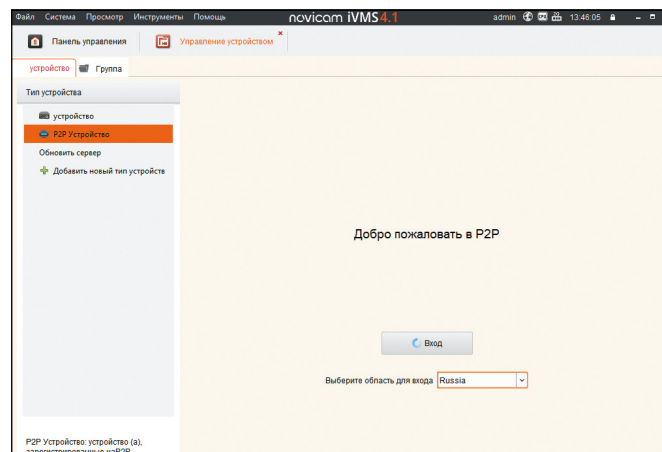 Файл Система Просмотр Инструменты Помощь novicam iVMS4.1 admin 13:46:05
Панель управления Управление устройством
устройство Группа
Тип устройства
устройство
P2P Устройство
Обновить сервер
Добавить новый тип устройств
Добро пожаловать в P2P
Вход
Выберите область для входа Russia
P2P Устройство: устройство (а),
зарегистрированные наP2P